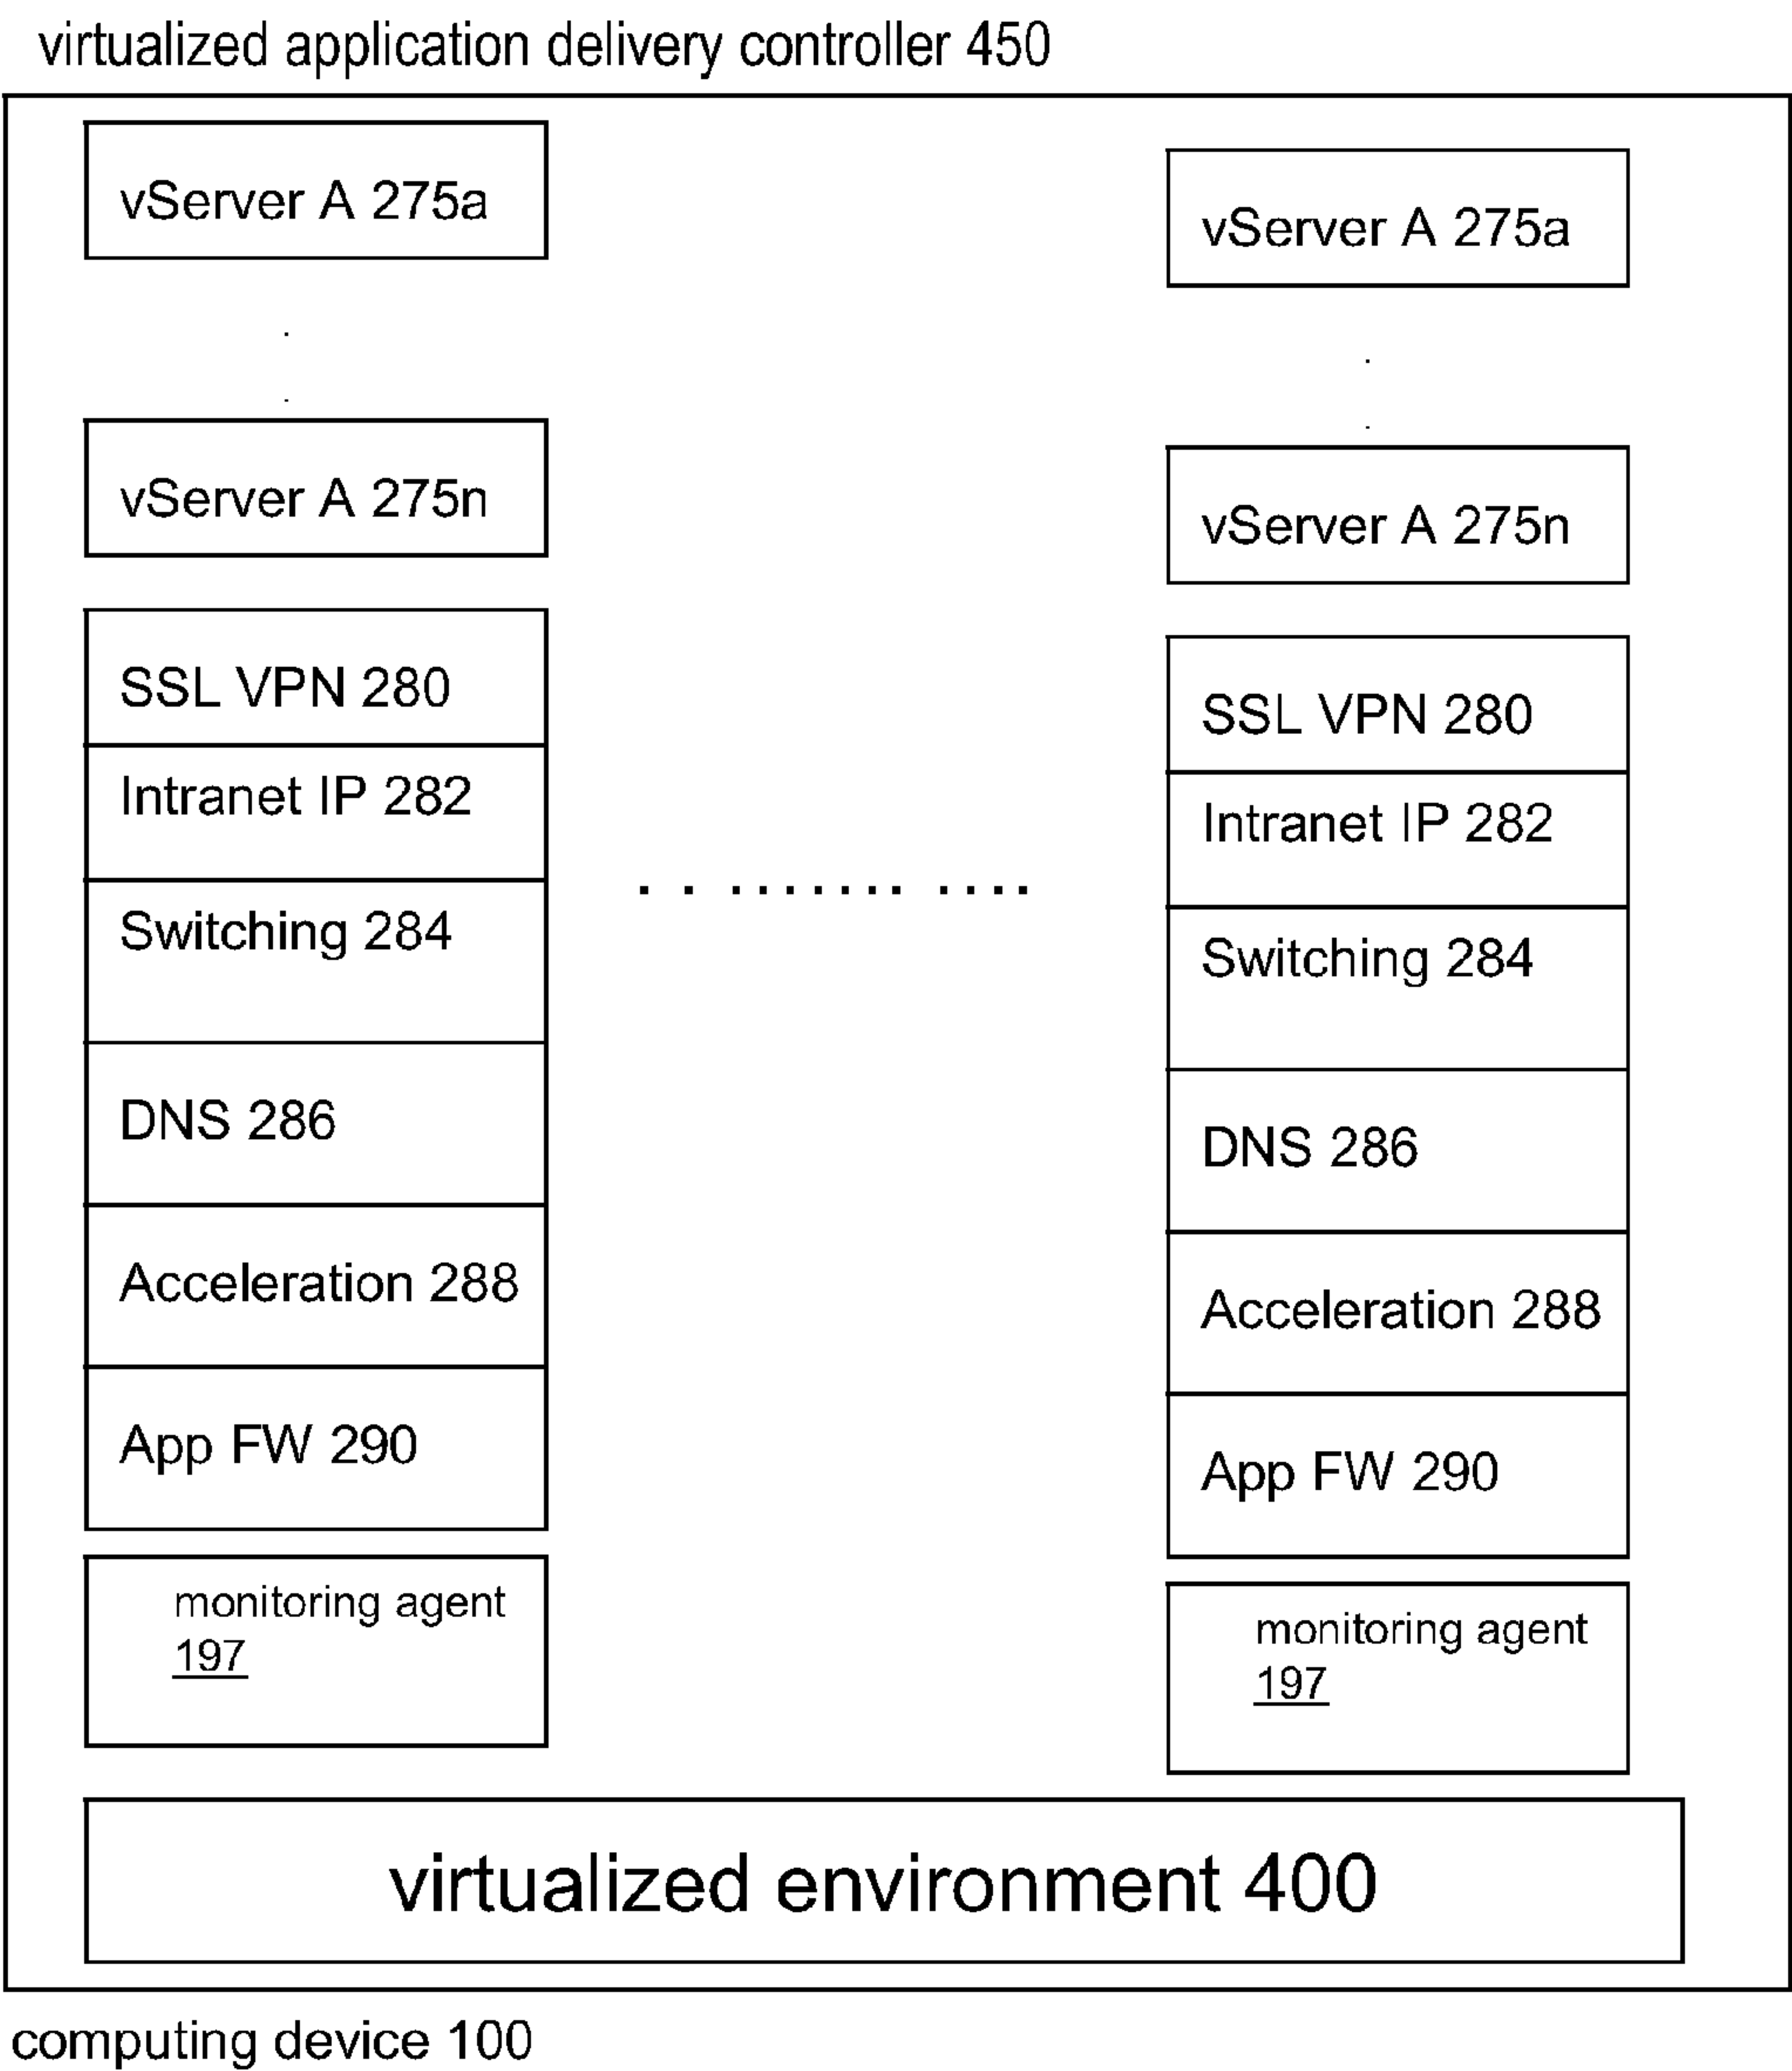 virtualized application delivery controller 450
vServer A 275a
vServer A 275n
SSL VPN 280
Intranet IP 282
Switching 284
DNS 286
Acceleration 288
App FW 290
monitoring agent
197
vServer A 275a
vServer A 275n
SSL VPN 280
Intranet IP 282
Switching 284
DNS 286
Acceleration 288
App FW 290
monitoring agent
197
virtualized environment 400
computing device 100